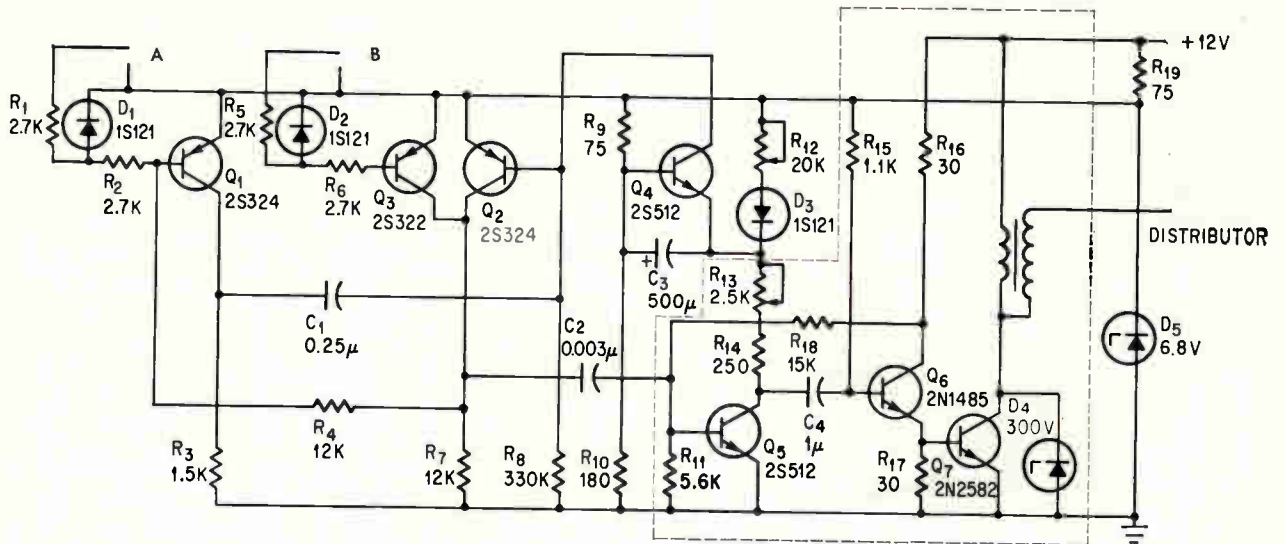 A
B
+12V
R1
2.7K
D1
1S121
R2
2.7K
Q1
2S324
R5
2.7K
D2
1S121
R6
2.7K
Q3
2S322
Q2
2S324
R9
75
Q4
2S512
R12
20K
D3
1S121
R15
1.1K
R16
30
R19
75
DISTRIBUTOR
C1
0.25μ
C2
0.003μ
C3
+
500μ
R13
2.5K
R14
250
R18
15K
C4
1μ
Q6
2N1485
D4
300V
D5
6.8V
R3
1.5K
R4
12K
R7
12K
R8
330K
R10
180
R11
5.6K
Q5
2S512
R17
30
Q7
2N2582